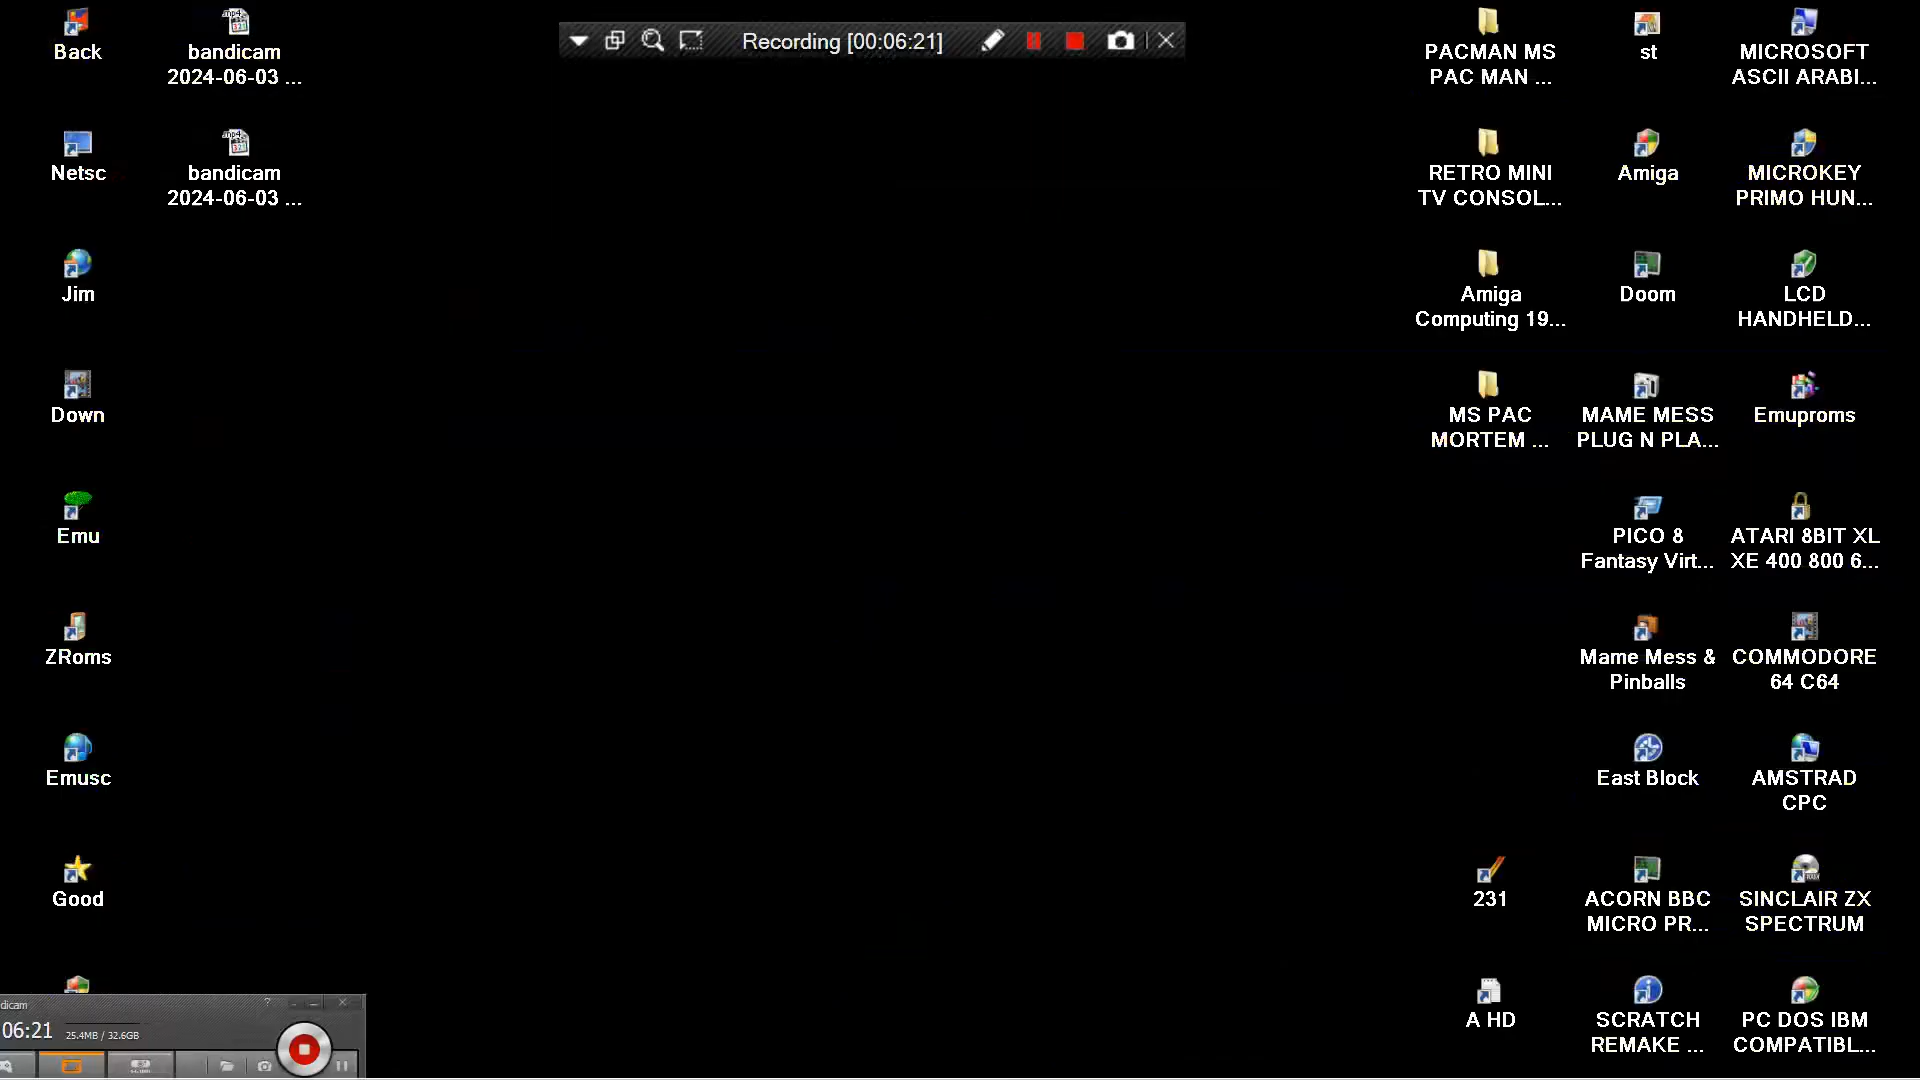 Recording [00:06:21]
Back
bandicam
2024-06-03 ...
Netsc
bandicam
2024-06-03 ...
Jim
Down
Emu
ZRoms
Emusc
Good
PACMAN MS
PAC MAN ...
st
MICROSOFT
ASCII ARABI...
RETRO MINI
TV CONSOL...
Amiga
MICROKEY
PRIMO HUN...
Amiga
Computing 19...
Doom
LCD
HANDHELD...
MS PAC
MORTEM ...
MAME MESS
PLUG N PLA...
Emuproms
PICO 8
Fantasy Virt...
ATARI 8BIT XL
XE 400 800 6...
Mame Mess &
Pinballs
COMMODORE
64 C64
East Block
AMSTRAD
CPC
231
ACORN BBC
MICRO PR...
SINCLAIR ZX
SPECTRUM
A HD
SCRATCH
REMAKE ...
PC DOS IBM
COMPATIBL...
dicam
06:21
25.4MB / 32.6GB